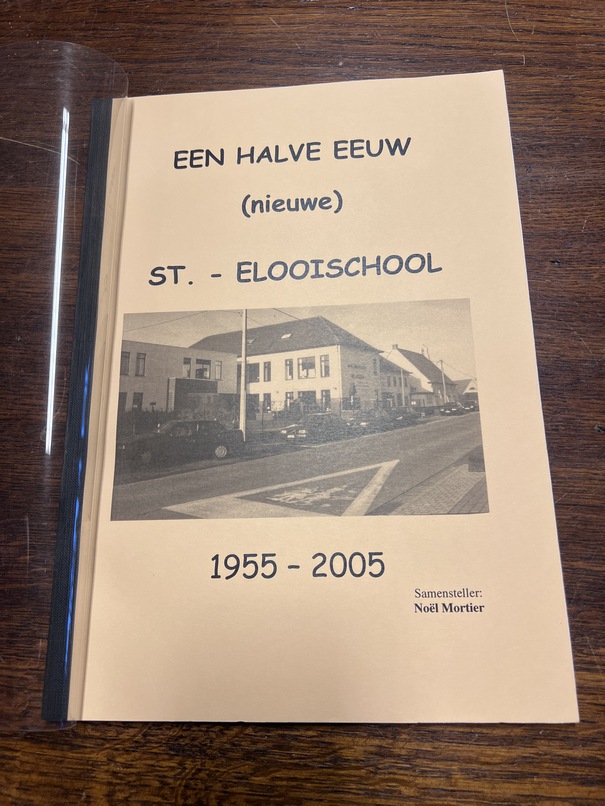 EEN HALVE EEUW
(nieuwe)
ST. - ELOOISCHOOL
1955 - 2005
Samensteller:
Noël Mortier